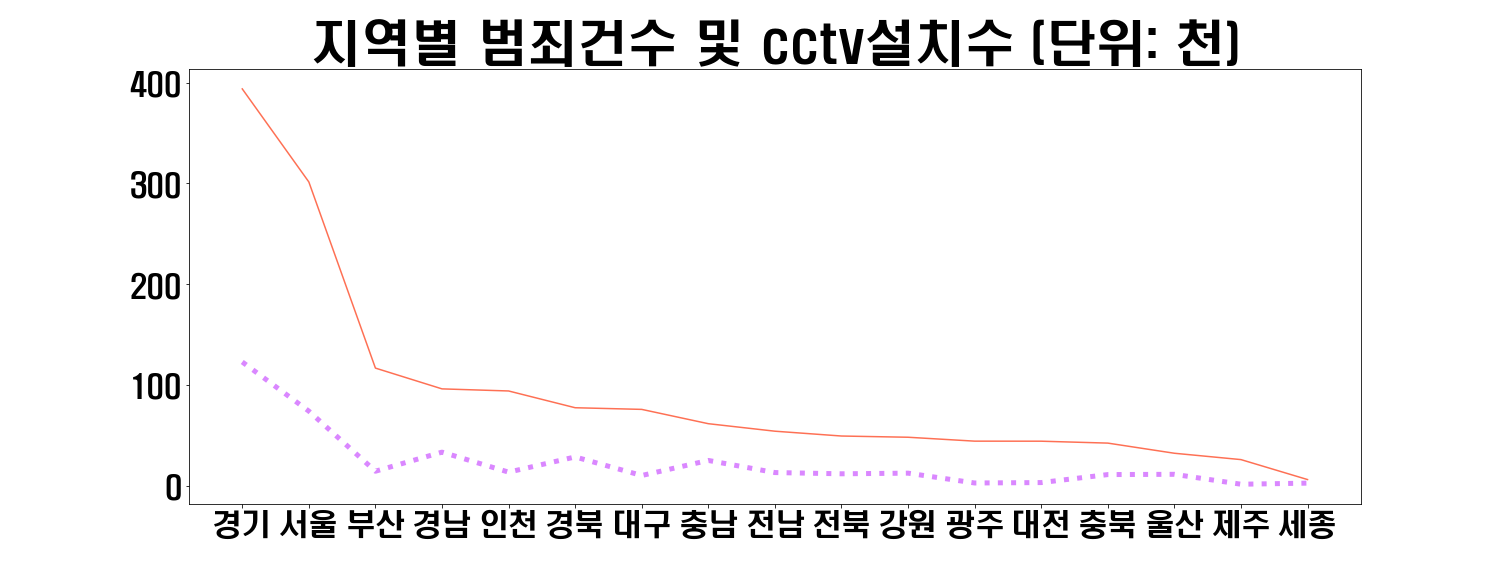 지역별 범죄건수 및 cctv설치수 (단위: 천)
400
300
200
100
0
경기 서울 부산 경남 인천 경북 대구 충남 전남 전북 강원 광주 대전 충북 울산 제주 세종